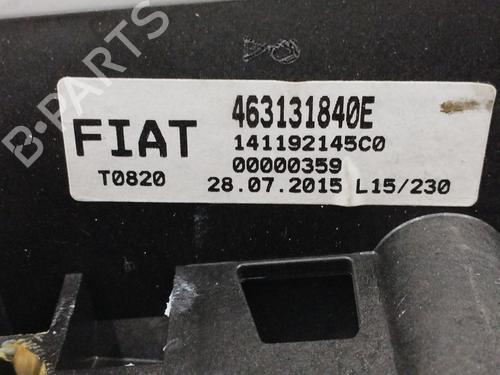 463131840E
FIAT
141192145C0
00000359
T0820
28.07.2015 L15/230
B-PARTS